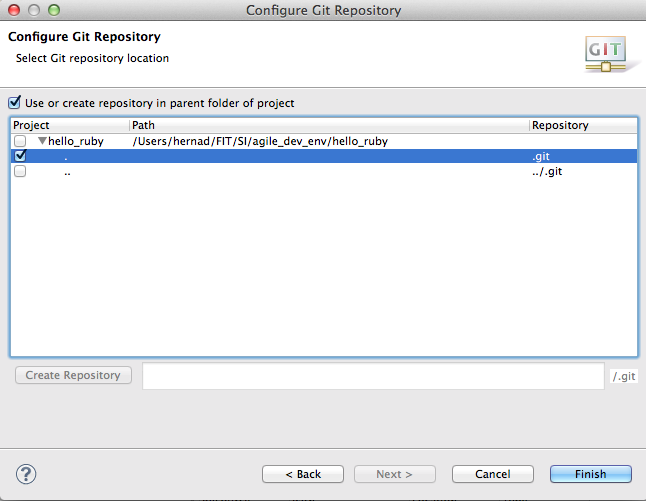 Configure Git Repository
Configure Git Repository
Select Git repository location
GIT
Use or create repository in parent folder of project
Project Path Repository
hello_ruby /Users/hernad/FIT/SI/agile_dev_env/hello_ruby
. .git
.. ../.git
Create Repository /.git
? < Back Next > Cancel Finish